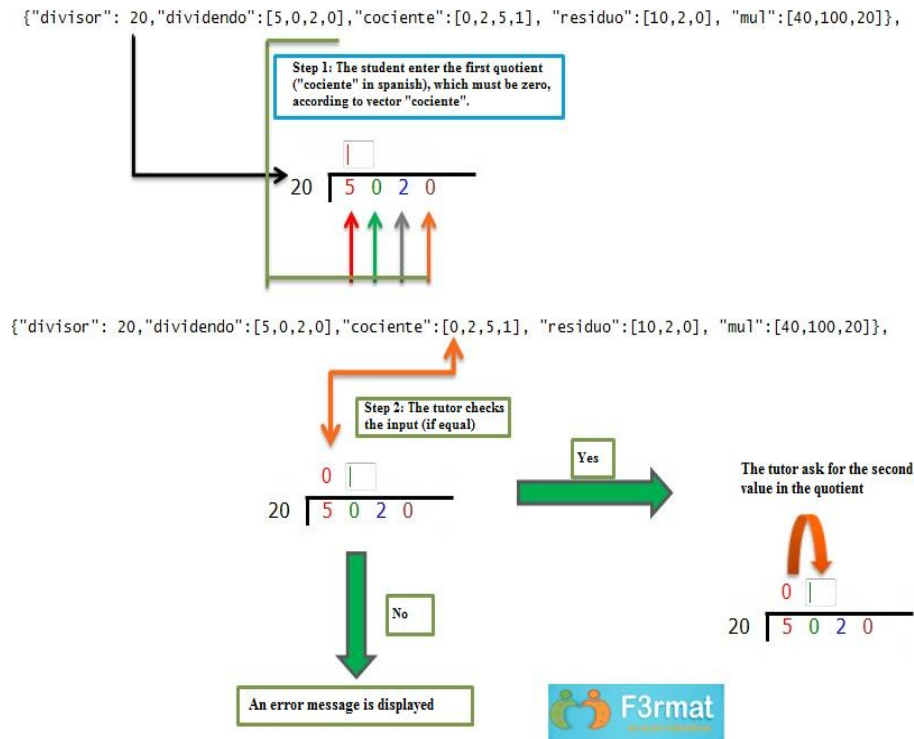 {"divisor": 20,"dividendo":[5,0,2,0],"cociente":[0,2,5,1], "residuo":[10,2,0], "mul":[40,100,20]},
Step 1: The student enter the first quotient
("cociente" in spanish), which must be zero,
according to vector "cociente".
20 5 0 2 0
{"divisor": 20,"dividendo":[5,0,2,0],"cociente":[0,2,5,1], "residuo":[10,2,0], "mul":[40,100,20]},
Step 2: The tutor checks
the input (if equal)
0
20 5 0 2 0
Yes
The tutor ask for the second
value in the quotient
0
20 5 0 2 0
No
An error message is displayed
F3rmat